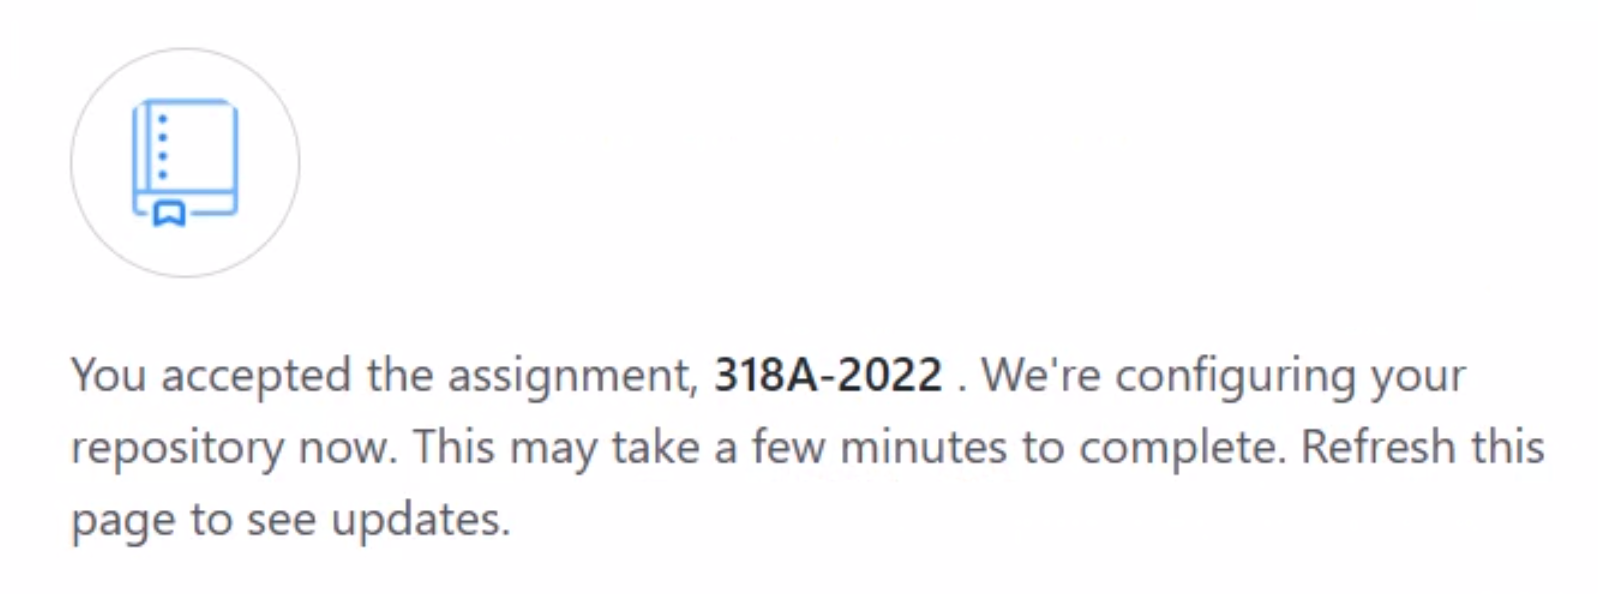 You accepted the assignment, 318A-2022 . We're configuring your
repository now. This may take a few minutes to complete. Refresh this
page to see updates.